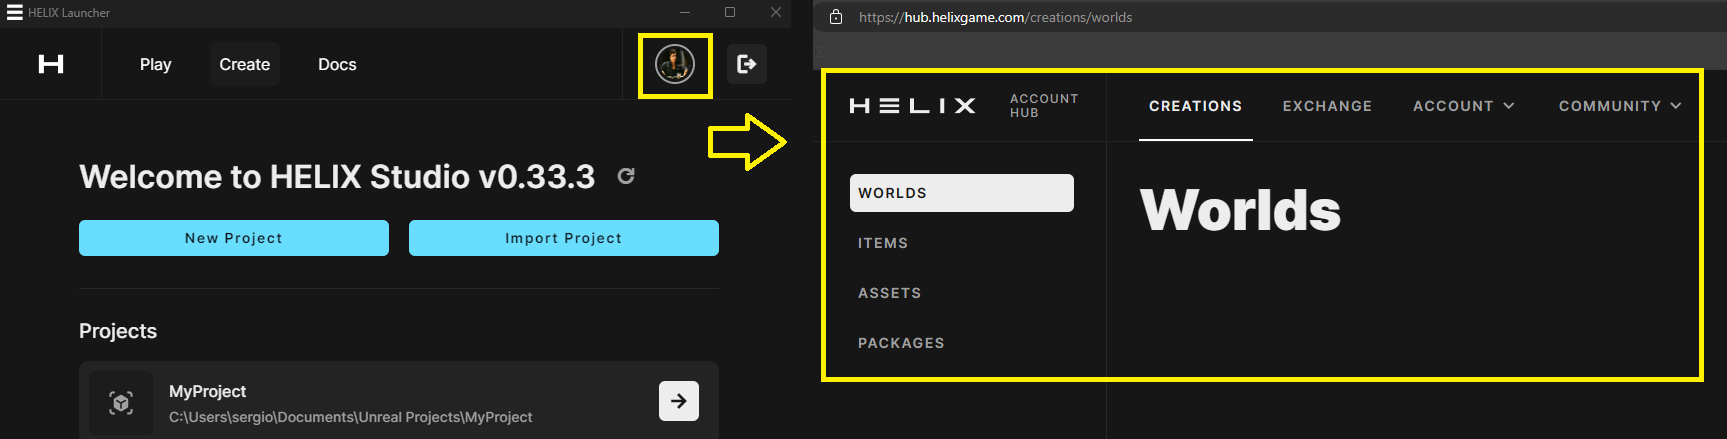 HELIX Launcher
Play
Create
Docs
Welcome to HELIX Studio v0.33.3
New Project
Import Project
Projects
MyProject
C:\Users\sergio\Documents\Unreal Projects\MyProject
https://hub.helixgame.com/creations/worlds
HELIX
ACCOUNT
HUB
CREATIONS
EXCHANGE
ACCOUNT
COMMUNITY
WORLDS
ITEMS
ASSETS
PACKAGES
Worlds